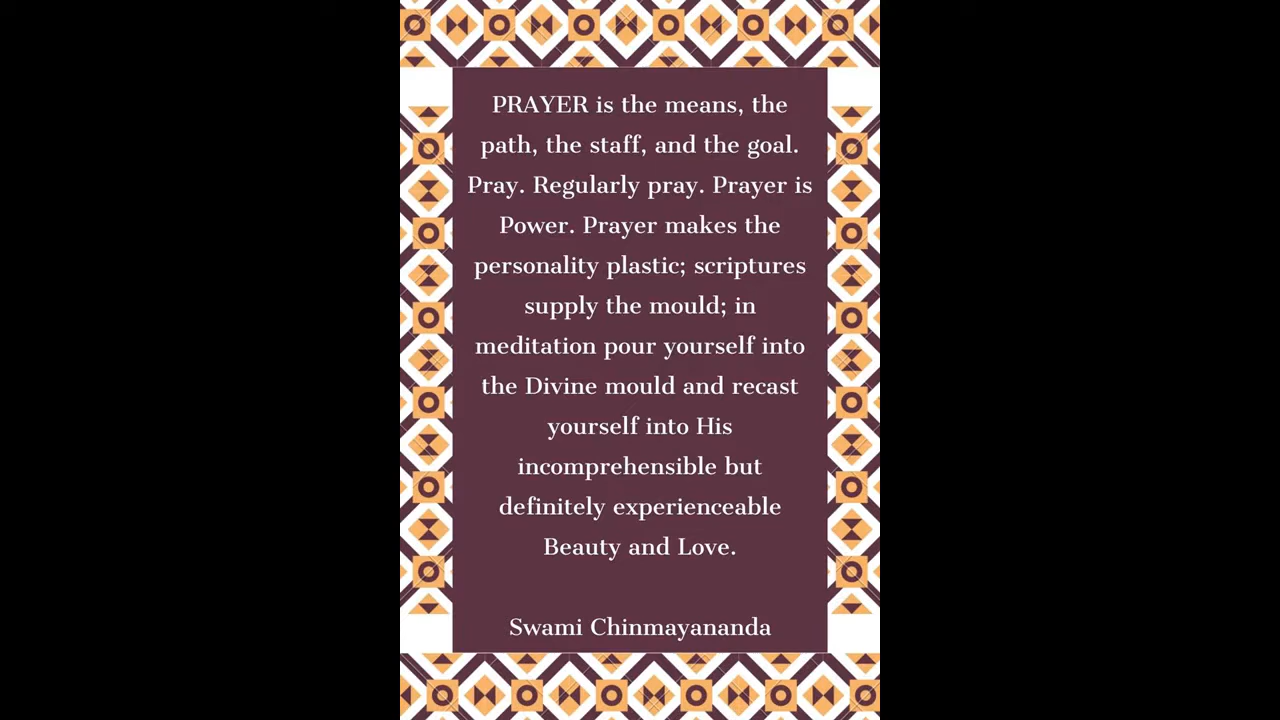 PRAYER is the means, the
path, the staff, and the goal.
Pray. Regularly pray. Prayer is
Power. Prayer makes the
personality plastic; scriptures
supply the mould; in
meditation pour yourself into
the Divine mould and recast
yourself into His
incomprehensible but
definitely experienceable
Beauty and Love.
Swami Chinmayananda